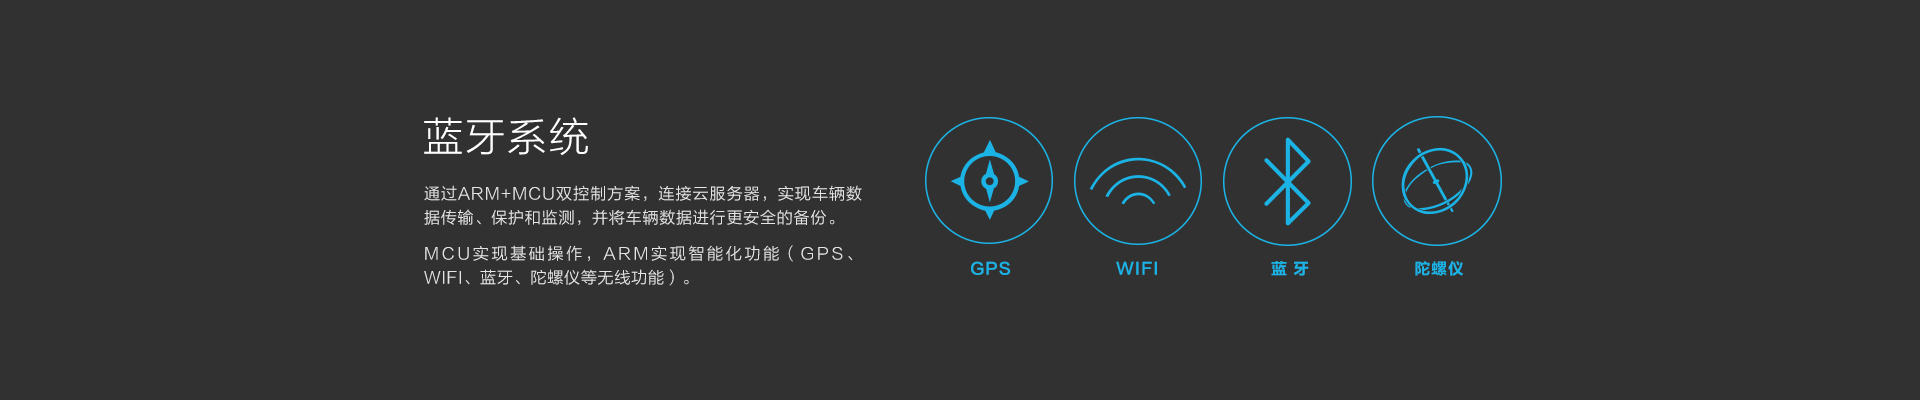 蓝牙系统
通过ARM+MCU双控制方案，连接云服务器，实现车辆数
据传输、保护和监测，并将车辆数据进行更安全的备份。
MCU实现基础操作，ARM实现智能化功能（GPS、
WIFI、蓝牙、陀螺仪等无线功能）。
GPS
WIFI
蓝 牙
陀螺仪